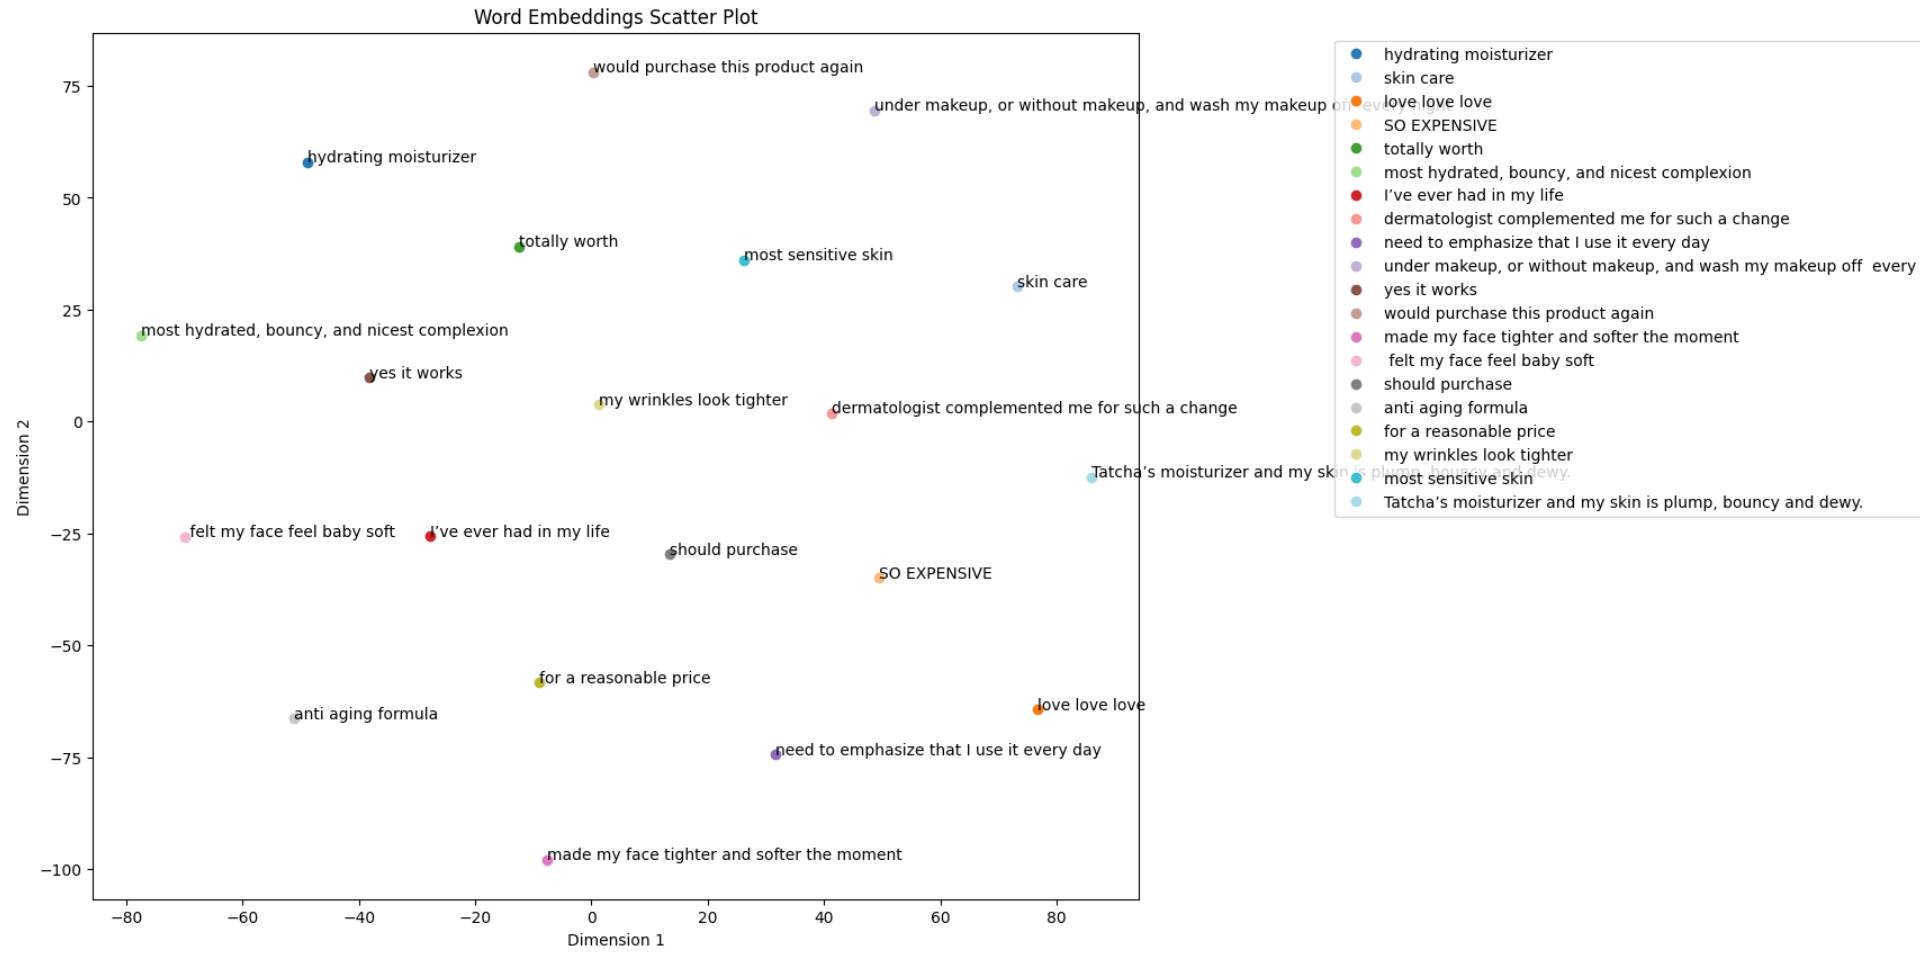 Word Embeddings Scatter Plot
would purchase this product again
under makeup, or without makeup, and wash my makeup off every night
hydrating moisturizer
totally worth
most sensitive skin
skin care
most hydrated, bouncy, and nicest complexion
yes it works
my wrinkles look tighter
dermatologist complemented me for such a change
Tatcha’s moisturizer and my skin is plump, bouncy and dewy.
felt my face feel baby soft
I’ve ever had in my life
should purchase
SO EXPENSIVE
for a reasonable price
love love love
anti aging formula
need to emphasize that I use it every day
made my face tighter and softer the moment
75
50
25
0
−25
−50
−75
−100
Dimension 2
−80 −60 −40 −20 0 20 40 60 80
Dimension 1
hydrating moisturizer
skin care
love love love
SO EXPENSIVE
totally worth
most hydrated, bouncy, and nicest complexion
I’ve ever had in my life
dermatologist complemented me for such a change
need to emphasize that I use it every day
under makeup, or without makeup, and wash my makeup off every
yes it works
would purchase this product again
made my face tighter and softer the moment
felt my face feel baby soft
should purchase
anti aging formula
for a reasonable price
my wrinkles look tighter
most sensitive skin
Tatcha’s moisturizer and my skin is plump, bouncy and dewy.